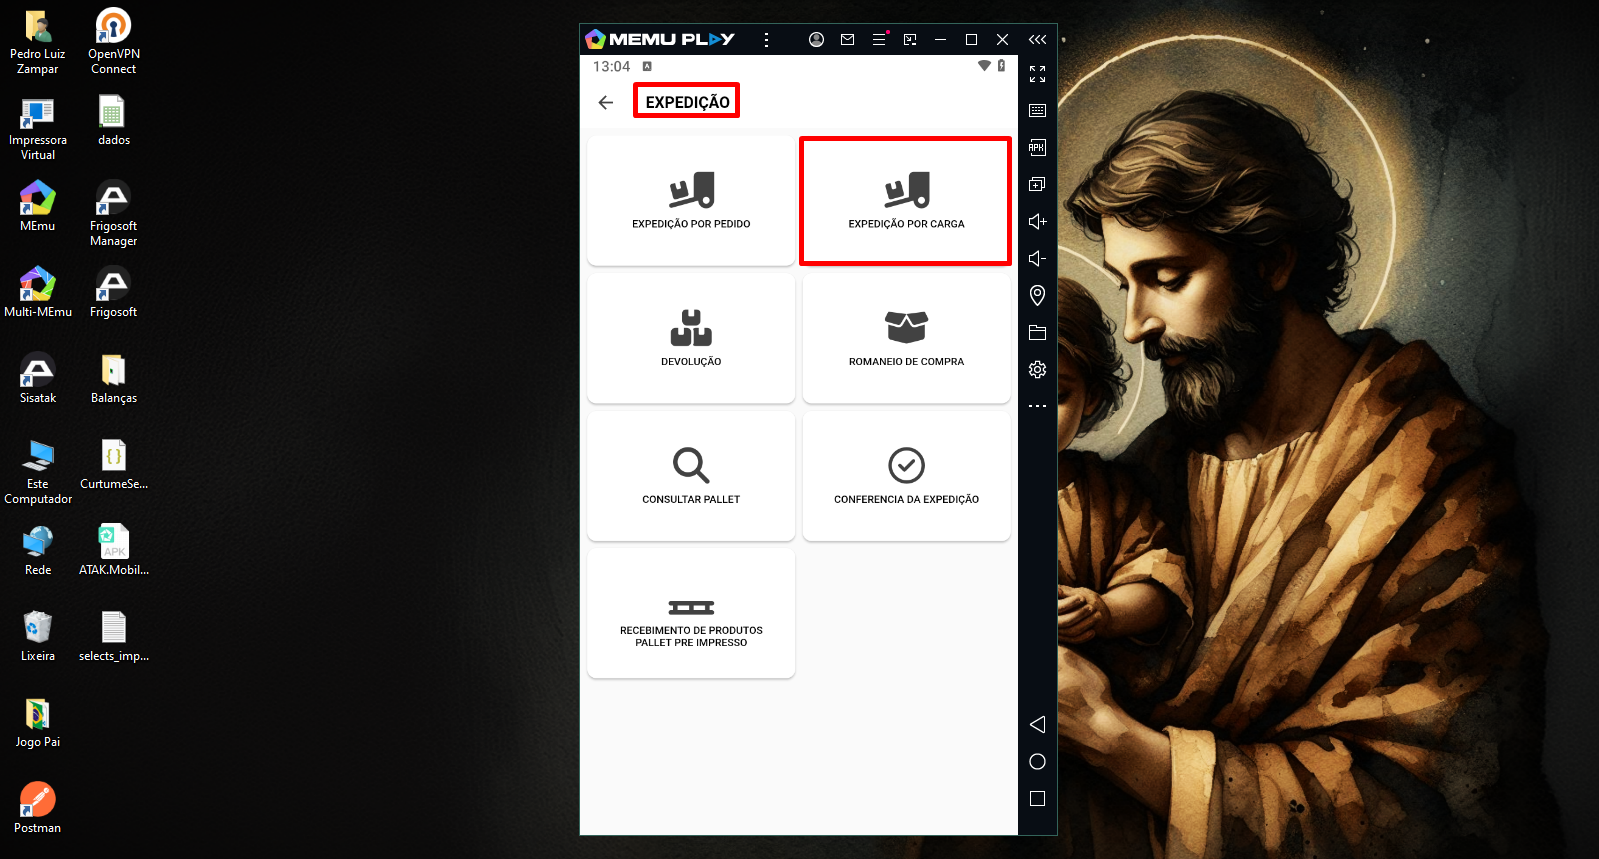 Pedro Luiz
Zampar
OpenVPN
Connect
Impressora
Virtual
dados
MEmu
Frigosoft
Manager
Multi-MEmu
Frigosoft
Sisatak
Balanças
Este
Computador
CurtumeSe...
Rede
ATAK.Mobil...
APK
Lixeira
selects_imp...
Jogo Pai
Postman
MEMU PLAY
13:04
EXPEDIÇÃO
EXPEDIÇÃO POR PEDIDO
EXPEDIÇÃO POR CARGA
DEVOLUÇÃO
ROMANEIO DE COMPRA
CONSULTAR PALLET
CONFERENCIA DA EXPEDIÇÃO
RECEBIMENTO DE PRODUTOS
PALLET PRE IMPRESSO
APK